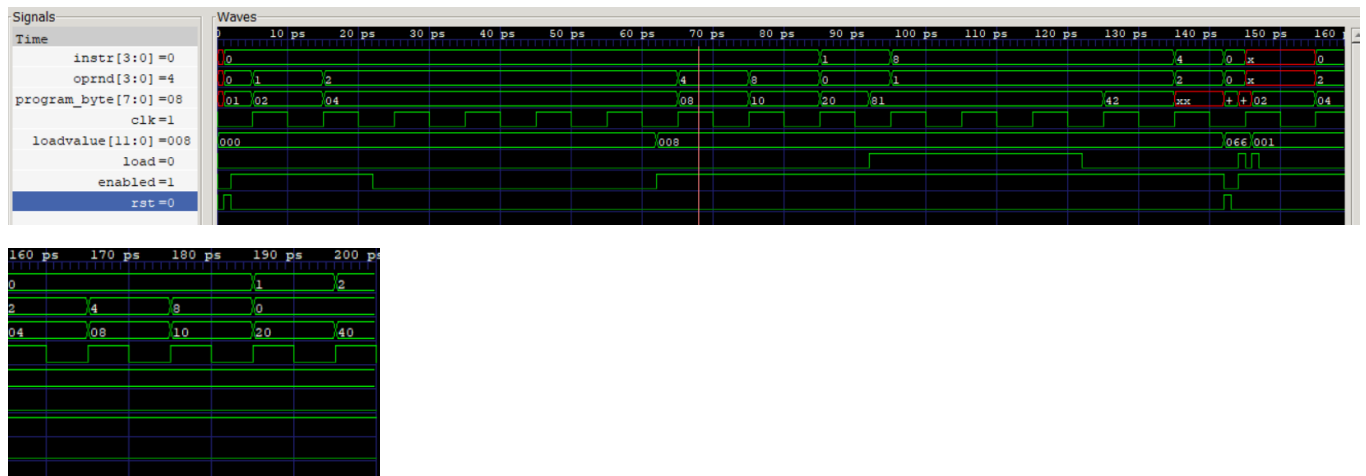 Signals
Waves
Time
10 ps 20 ps 30 ps 40 ps 50 ps 60 ps 70 ps 80 ps 90 ps 100 ps 110 ps 120 ps 130 ps 140 ps 150 ps 160
instr[3:0] =0 0 1 8 4 0 x 0
oprnd[3:0] =4 0 1 2 4 8 0 1 2 0 x 2
program_byte[7:0] =08 01 02 04 08 10 20 81 42 xx + + 02 04
clk=1
loadvalue[11:0] =008 000 008 066 001
load=0
enabled=1
rst=0
160 ps 170 ps 180 ps 190 ps 200 ps
0 1 2
2 4 8 0
04 08 10 20 40